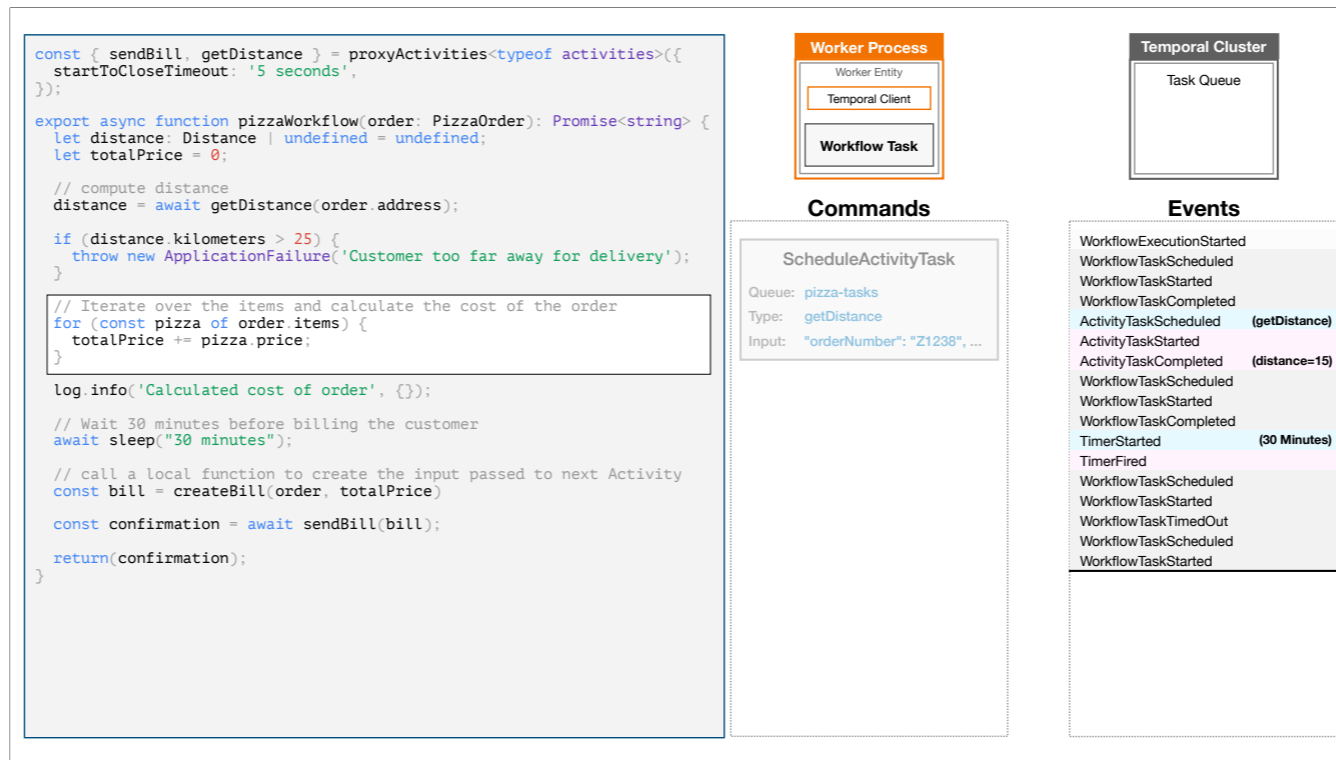 const { sendBill, getDistance } = proxyActivities<typeof activities>({
  startToCloseTimeout: '5 seconds',
});
export async function pizzaWorkflow(order: PizzaOrder): Promise<string> {
  let distance: Distance | undefined = undefined;
  let totalPrice = 0;
  // compute distance
  distance = await getDistance(order.address);
  if (distance.kilometers > 25) {
    throw new ApplicationFailure('Customer too far away for delivery');
  }
  // Iterate over the items and calculate the cost of the order
  for (const pizza of order.items) {
    totalPrice += pizza.price;
  }
  log.info('Calculated cost of order', {});
  // Wait 30 minutes before billing the customer
  await sleep("30 minutes");
  // call a local function to create the input passed to next Activity
  const bill = createBill(order, totalPrice)
  const confirmation = await sendBill(bill);
  return(confirmation);
}
Worker Process
Worker Entity
Temporal Client
Workflow Task
Commands
ScheduleActivityTask
Queue: pizza-tasks
Type: getDistance
Input: "orderNumber": "Z1238", ...
Temporal Cluster
Task Queue
Events
WorkflowExecutionStarted
WorkflowTaskScheduled
WorkflowTaskStarted
WorkflowTaskCompleted
ActivityTaskScheduled (getDistance)
ActivityTaskStarted
ActivityTaskCompleted (distance=15)
WorkflowTaskScheduled
WorkflowTaskStarted
WorkflowTaskCompleted
TimerStarted (30 Minutes)
TimerFired
WorkflowTaskScheduled
WorkflowTaskStarted
WorkflowTaskTimedOut
WorkflowTaskScheduled
WorkflowTaskStarted